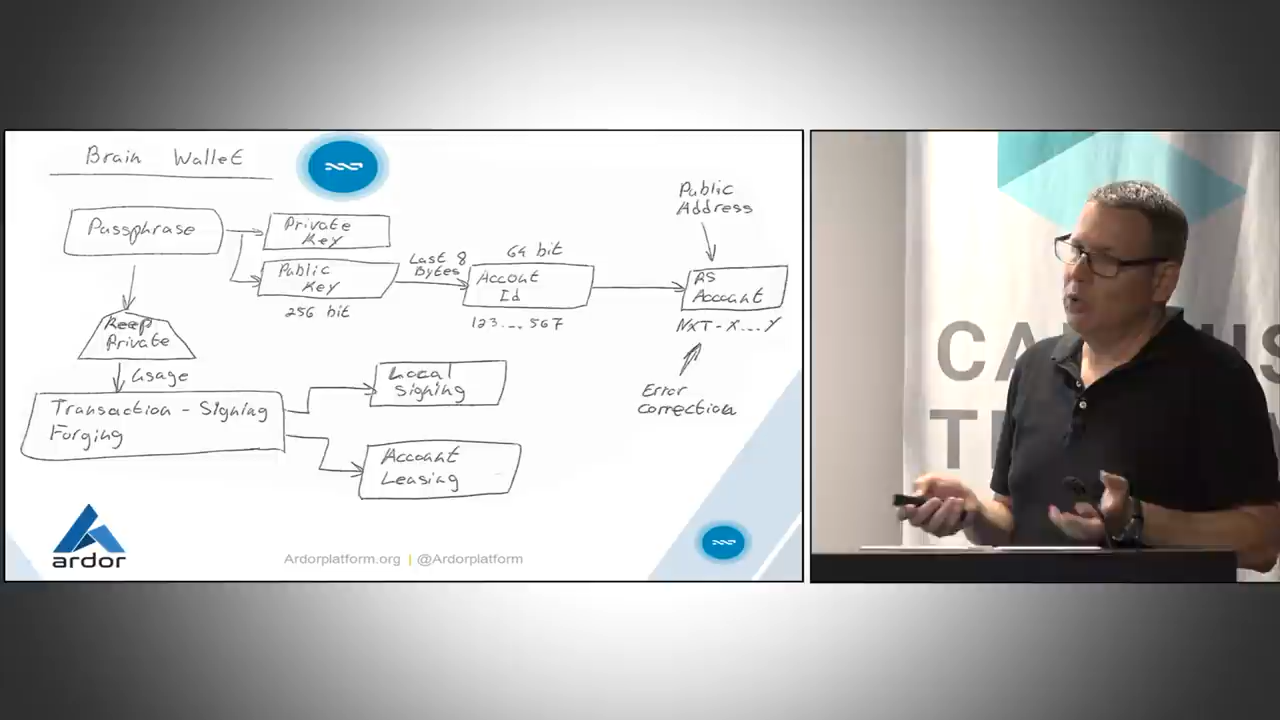 Brain Wallet
Passphrase
Private
Key
Public
Key
256 bit
Last 8
Bytes
64 bit
Accout
Id
123...567
Public
Address
RS
Account
NXT-X...Y
Error
correction
Keep
Private
Usage
Transaction - Signing
Forging
Local
Signing
Account
Leasing
ardor
Ardorplatform.org | @Ardorplatform